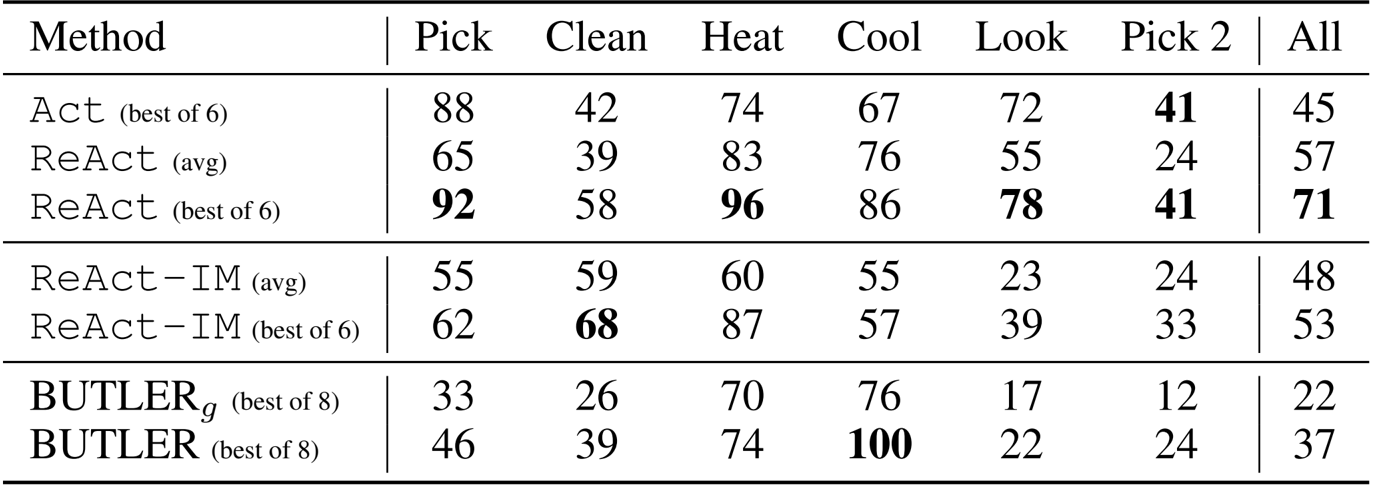 Method Pick Clean Heat Cool Look Pick 2 All
Act (best of 6) 88 42 74 67 72 41 45
ReAct (avg) 65 39 83 76 55 24 57
ReAct (best of 6) 92 58 96 86 78 41 71
ReAct-IM (avg) 55 59 60 55 23 24 48
ReAct-IM (best of 6) 62 68 87 57 39 33 53
BUTLERg (best of 8) 33 26 70 76 17 12 22
BUTLER (best of 8) 46 39 74 100 22 24 37